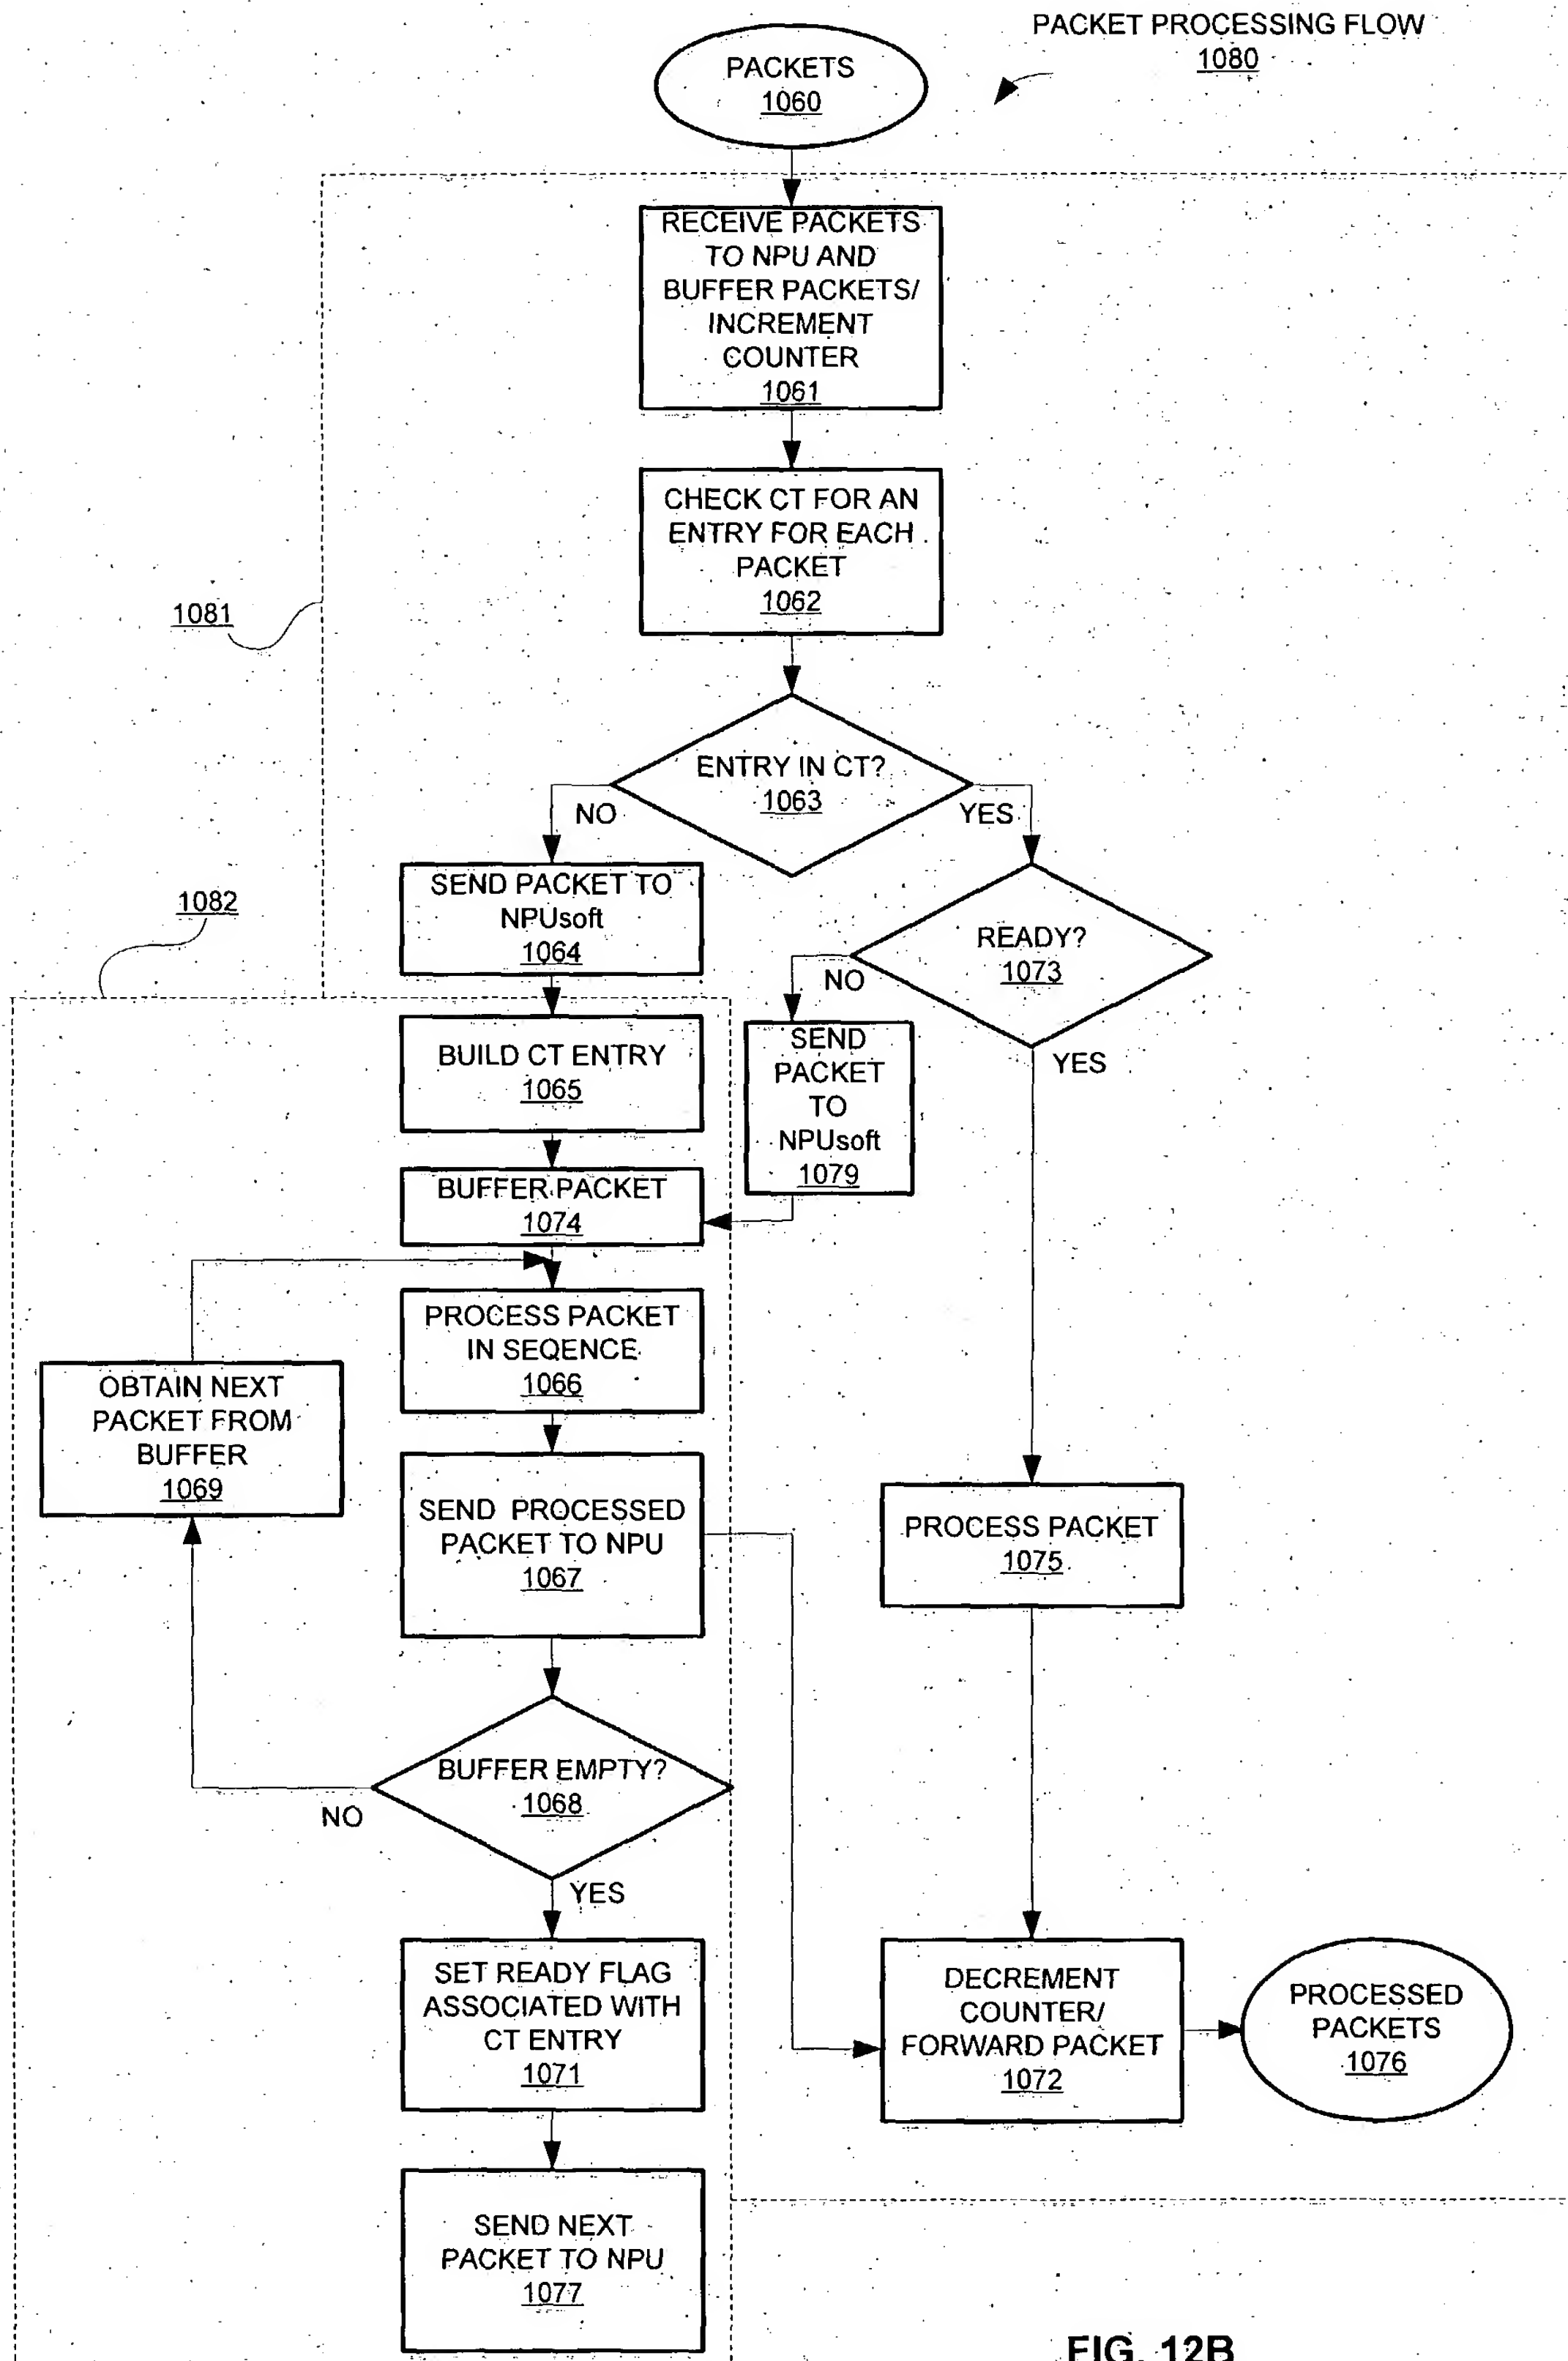 PACKET PROCESSING FLOW
1080
PACKETS
1060
RECEIVE PACKETS
TO NPU AND
BUFFER PACKETS/
INCREMENT
COUNTER
1061
CHECK CT FOR AN
ENTRY FOR EACH
PACKET
1062
1081
ENTRY IN CT?
1063
NO
YES
SEND PACKET TO
NPUsoft
1064
1082
READY?
1073
NO
YES
BUILD CT ENTRY
1065
SEND
PACKET
TO
NPUsoft
1079
BUFFER PACKET
1074
PROCESS PACKET
IN SEQENCE
1066
OBTAIN NEXT
PACKET FROM
BUFFER
1069
SEND PROCESSED
PACKET TO NPU
1067
PROCESS PACKET
1075
BUFFER EMPTY?
1068
NO
YES
SET READY FLAG
ASSOCIATED WITH
CT ENTRY
1071
DECREMENT
COUNTER/
FORWARD PACKET
1072
PROCESSED
PACKETS
1076
SEND NEXT
PACKET TO NPU
1077
FIG. 12B